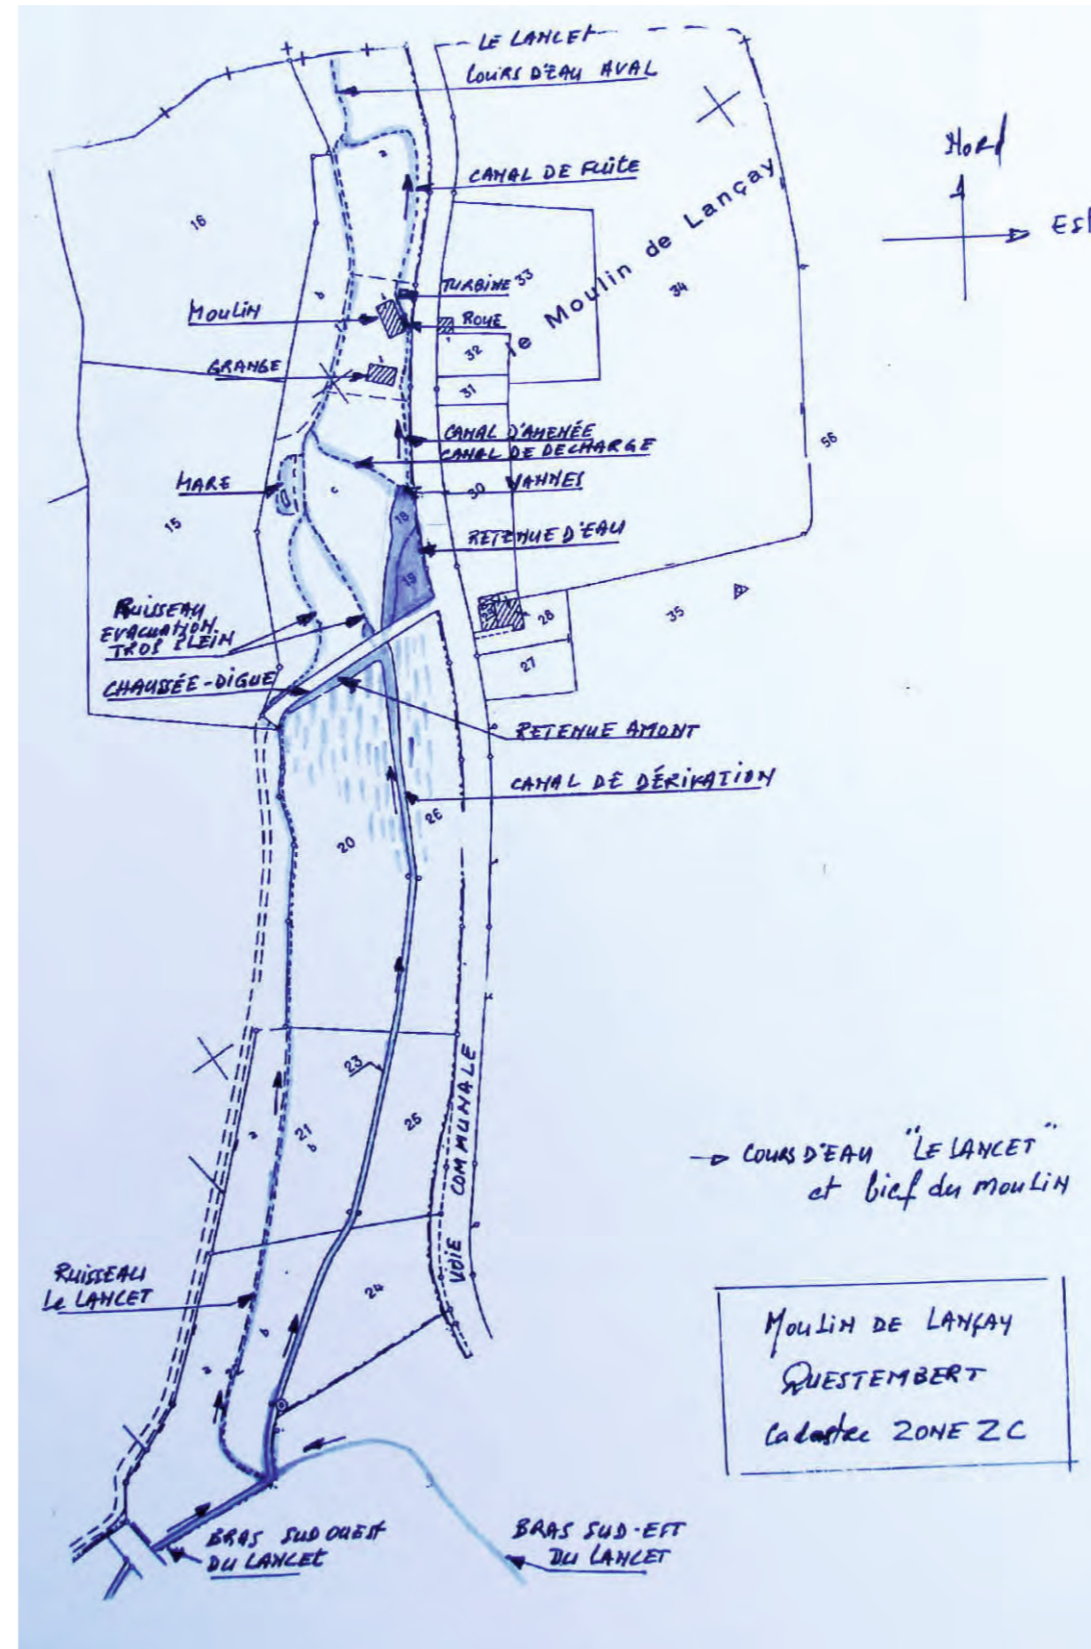 LE LANCET
COURS D'EAU AVAL
Nord
EST
a
CANAL DE FUITE
16
le Moulin de Lançay
33
34
b
TURBINE
MOULIN
ROUE
32
GRANGE
31
CANAL D'AMENÉE
CANAL DE DECHARGE
56
MARE
c
30
VANNES
15
18
RETENUE D'EAU
19
RUISSEAU
EVACUATION
TROP PLEIN
28
35
27
CHAUSSÉE-DIGUE
RETENUE AMONT
CANAL DE DÉRIVATION
26
20
23
a
21
b
25
VOIE COMMUNALE
COURS D'EAU "LE LANCET"
et bief du mouLiN
RUISSEAU
Le LANCET
24
a
22
b
MOULIN DE LANÇAY
QUESTEMBERT
Cadastre ZONE ZC
BRAS SUD OUEST
DU LANCET
BRAS SUD-EST
DU LANCET